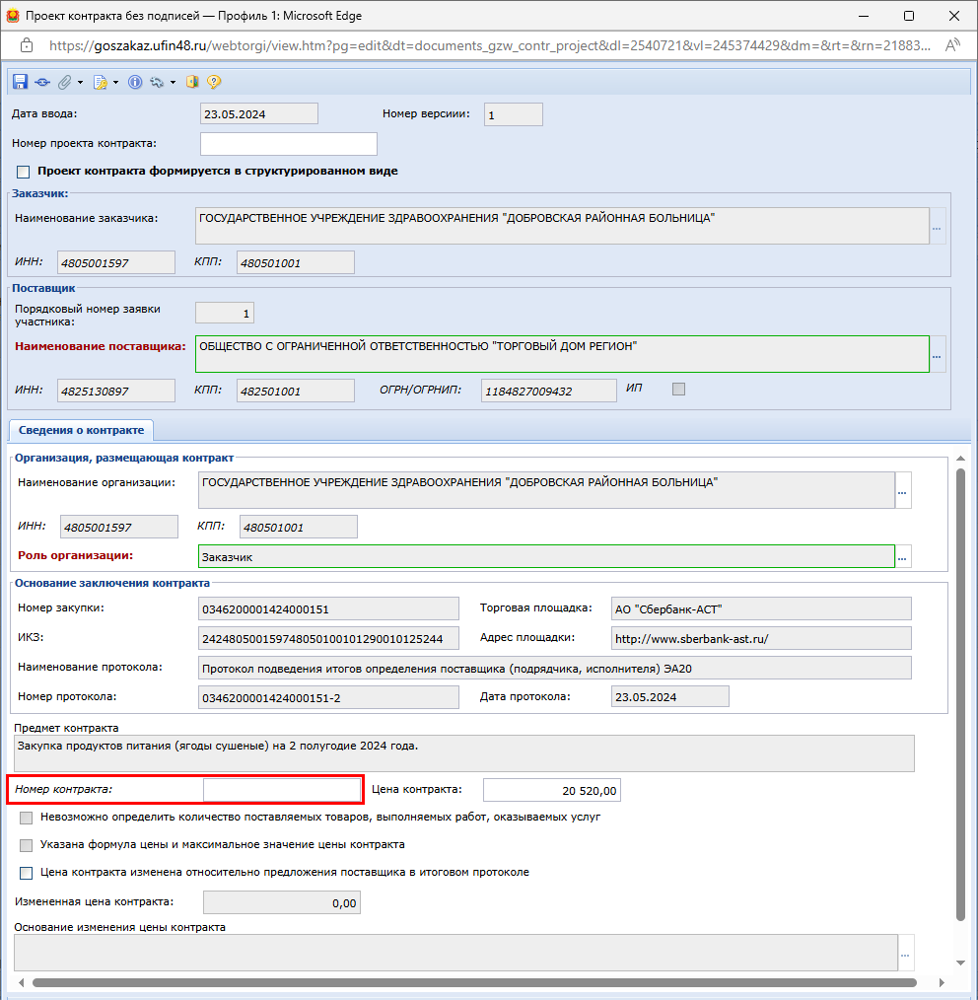 Проект контракта без подписей — Профиль 1: Microsoft Edge
https://goszakaz.ufin48.ru/webtorgi/view.htm?pg=edit&dt=documents_gzw_contr_project&dl=2540721&vl=245374429&dm=&rt=&rn=21883...
Дата ввода: 23.05.2024 Номер версиии: 1
Номер проекта контракта:
Проект контракта формируется в структурированном виде
Заказчик:
Наименование заказчика: ГОСУДАРСТВЕННОЕ УЧРЕЖДЕНИЕ ЗДРАВООХРАНЕНИЯ "ДОБРОВСКАЯ РАЙОННАЯ БОЛЬНИЦА" ...
ИНН: 4805001597 КПП: 480501001
Поставщик
Порядковый номер заявки
участника: 1
Наименование поставщика: ОБЩЕСТВО С ОГРАНИЧЕННОЙ ОТВЕТСТВЕННОСТЬЮ "ТОРГОВЫЙ ДОМ РЕГИОН" ...
ИНН: 4825130897 КПП: 482501001 ОГРН/ОГРНИП: 1184827009432 ИП
Сведения о контракте
Организация, размещающая контракт
Наименование организации: ГОСУДАРСТВЕННОЕ УЧРЕЖДЕНИЕ ЗДРАВООХРАНЕНИЯ "ДОБРОВСКАЯ РАЙОННАЯ БОЛЬНИЦА" ...
ИНН: 4805001597 КПП: 480501001
Роль организации: Заказчик ...
Основание заключения контракта
Номер закупки: 0346200001424000151 Торговая площадка: АО "Сбербанк-АСТ"
ИКЗ: 242480500159748050100101290010125244 Адрес площадки: http://www.sberbank-ast.ru/
Наименование протокола: Протокол подведения итогов определения поставщика (подрядчика, исполнителя) ЭА20
Номер протокола: 0346200001424000151-2 Дата протокола: 23.05.2024
Предмет контракта
Закупка продуктов питания (ягоды сушеные) на 2 полугодие 2024 года.
Номер контракта: Цена контракта: 20 520,00
Невозможно определить количество поставляемых товаров, выполняемых работ, оказываемых услуг
Указана формула цены и максимальное значение цены контракта
Цена контракта изменена относительно предложения поставщика в итоговом протоколе
Измененная цена контракта: 0,00
Основание изменения цены контракта
...